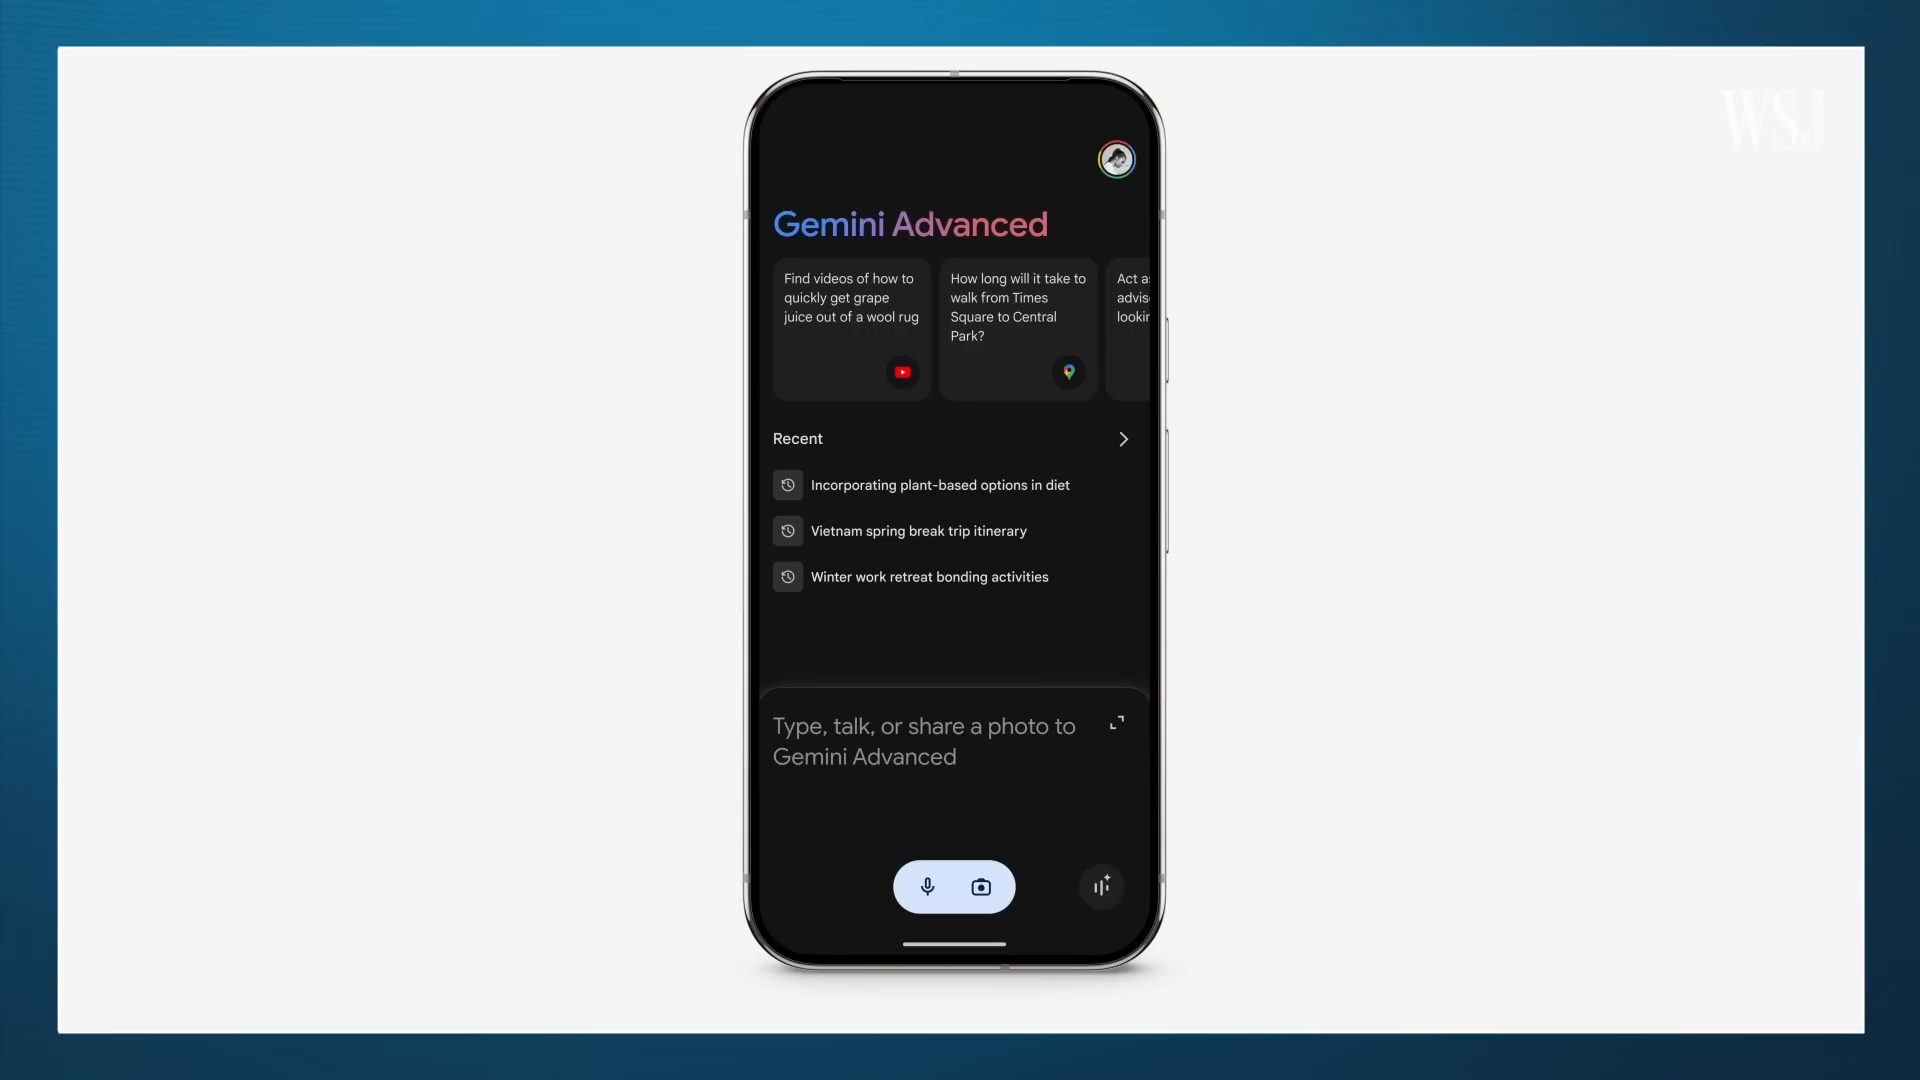 WSJ
Gemini Advanced
Find videos of how to
quickly get grape
juice out of a wool rug
How long will it take to
walk from Times
Square to Central
Park?
Act
Recent
Incorporating plant-based options in diet
Vietnam spring break trip itinerary
Winter work retreat bonding activities
Type, talk, or share a photo to
Gemini Advanced